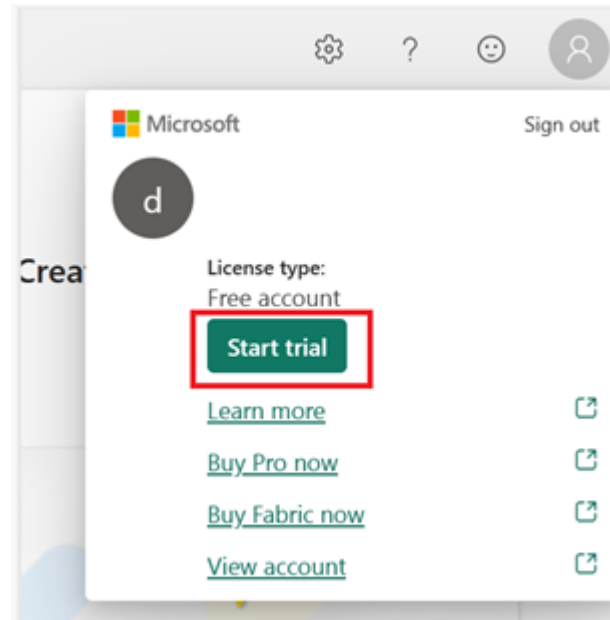 ?
Microsoft
Sign out
d
Crea
License type:
Free account
Start trial
Learn more
Buy Pro now
Buy Fabric now
View account